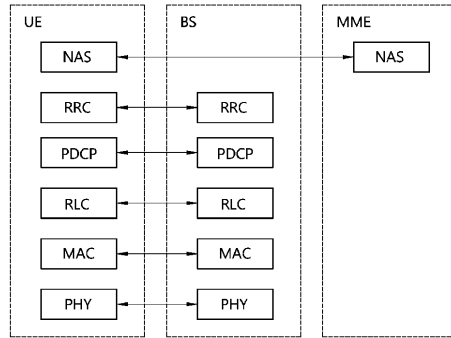 UE BS MME
NAS NAS
RRC RRC
PDCP PDCP
RLC RLC
MAC MAC
PHY PHY